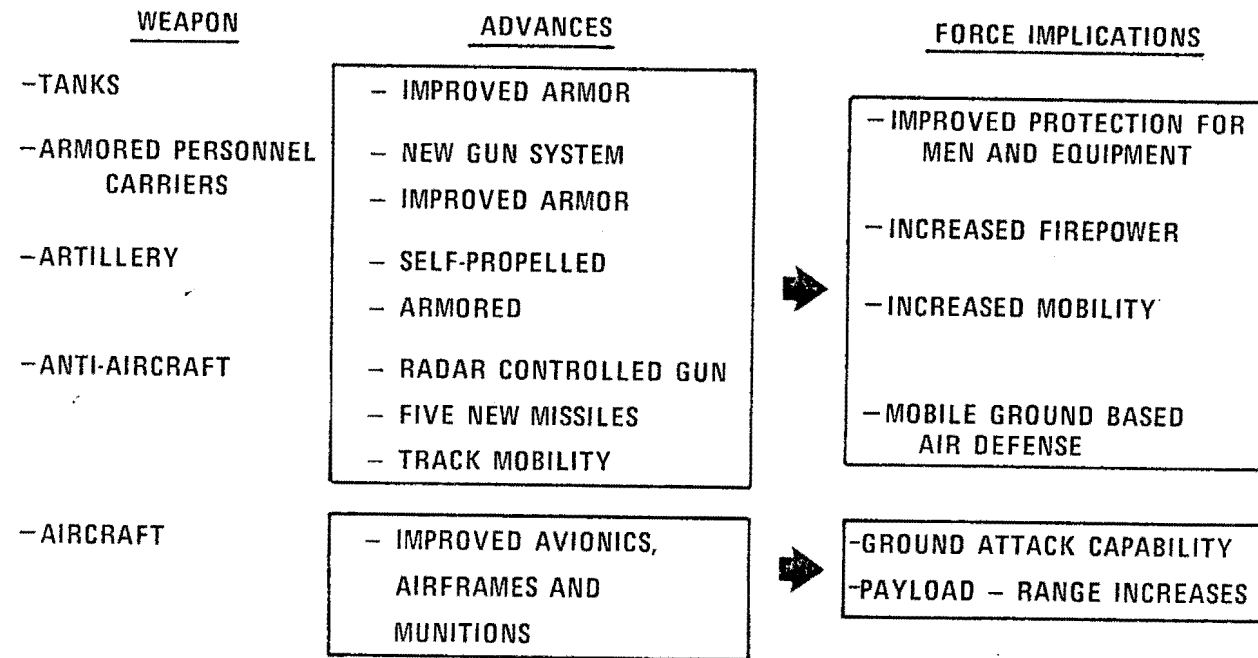 WEAPON
ADVANCES
FORCE IMPLICATIONS
–TANKS
– IMPROVED ARMOR
–ARMORED PERSONNEL
CARRIERS
– NEW GUN SYSTEM
– IMPROVED ARMOR
–ARTILLERY
– SELF-PROPELLED
– ARMORED
–ANTI-AIRCRAFT
– RADAR CONTROLLED GUN
– FIVE NEW MISSILES
– TRACK MOBILITY
– IMPROVED PROTECTION FOR
MEN AND EQUIPMENT
– INCREASED FIREPOWER
– INCREASED MOBILITY
– MOBILE GROUND BASED
AIR DEFENSE
–AIRCRAFT
– IMPROVED AVIONICS,
AIRFRAMES AND
MUNITIONS
-GROUND ATTACK CAPABILITY
-PAYLOAD – RANGE INCREASES